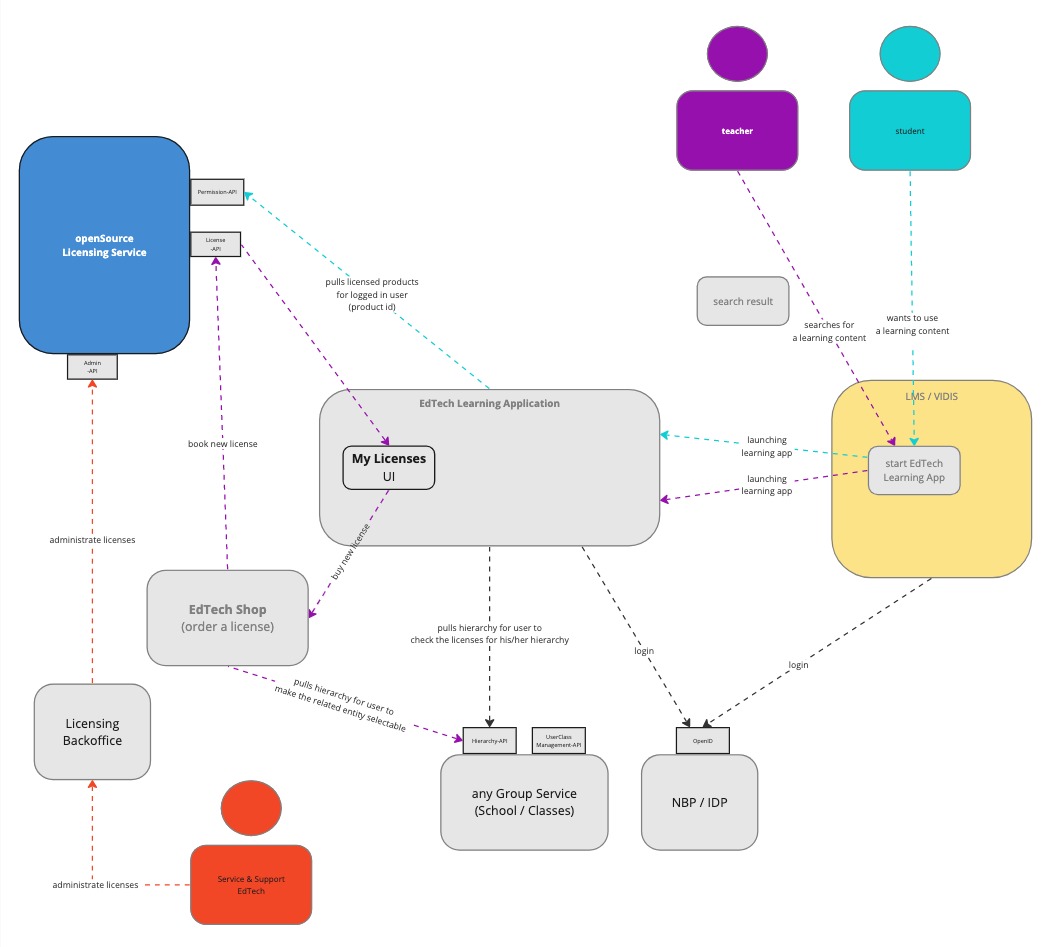 teacher
student
Permission-API
License
-API
openSource
Licensing Service
Admin
-API
pulls licensed products
for logged in user
(product id)
search result
searches for
a learning content
wants to use
a learning content
EdTech Learning Application
LMS / VIDIS
My Licenses
UI
launching
learning app
launching
learning app
start EdTech
Learning App
book new license
buy new license
administrate licenses
EdTech Shop
(order a license)
pulls hierarchy for user to
check the licenses for his/her hierarchy
login
login
pulls hierarchy for user to
make the related entity selectable
Licensing
Backoffice
Hierarchy-API
UserClass
Management-API
OpenID
any Group Service
(School / Classes)
NBP / IDP
administrate licenses
Service & Support
EdTech